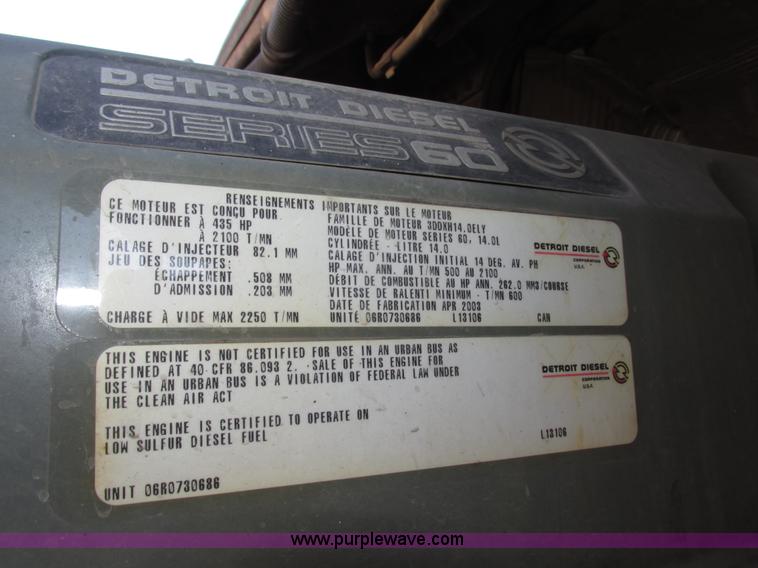 DETROIT DIESEL
SERIES 60
RENSEIGNEMENTS IMPORTANTS SUR LE MOTEUR
CE MOTEUR EST CONÇU POUR
FONCTIONNER À 435 HP
À 2100 T/MN
CALAGE D'INJECTEUR 82.1 MM
JEU DES SOUPAPES:
ÉCHAPPEMENT .508 MM
D'ADMISSION .203 MM
CHARGE À VIDE MAX 2250 T/MN
FAMILLE DE MOTEUR 3DDXH14.0ELY
MODÈLE DE MOTEUR SERIES 60, 14.0L
CYLINDRÉE - LITRE 14.0
CALAGE D'INJECTION INITIAL 14 DEG. AV. PH
HP MAX. ANN. AU T/MN 500 AU 2100
DÉBIT DE COMBUSTIBLE AU HP ANN. 262.0 MM3/COURSE
VITESSE DE RALENTI MINIMUM - T/MN 600
DATE DE FABRICATION APR 2003
UNITÉ 06R0730686 L13106 CAN
DETROIT DIESEL
CORPORATION
U.S.A.
THIS ENGINE IS NOT CERTIFIED FOR USE IN AN URBAN BUS AS
DEFINED AT 40 CFR 86.093 2. SALE OF THIS ENGINE FOR
USE IN AN URBAN BUS IS A VIOLATION OF FEDERAL LAW UNDER
THE CLEAN AIR ACT
THIS ENGINE IS CERTIFIED TO OPERATE ON
LOW SULFUR DIESEL FUEL
UNIT 06R0730686
DETROIT DIESEL
CORPORATION
U.S.A.
L13106
www.purplewave.com